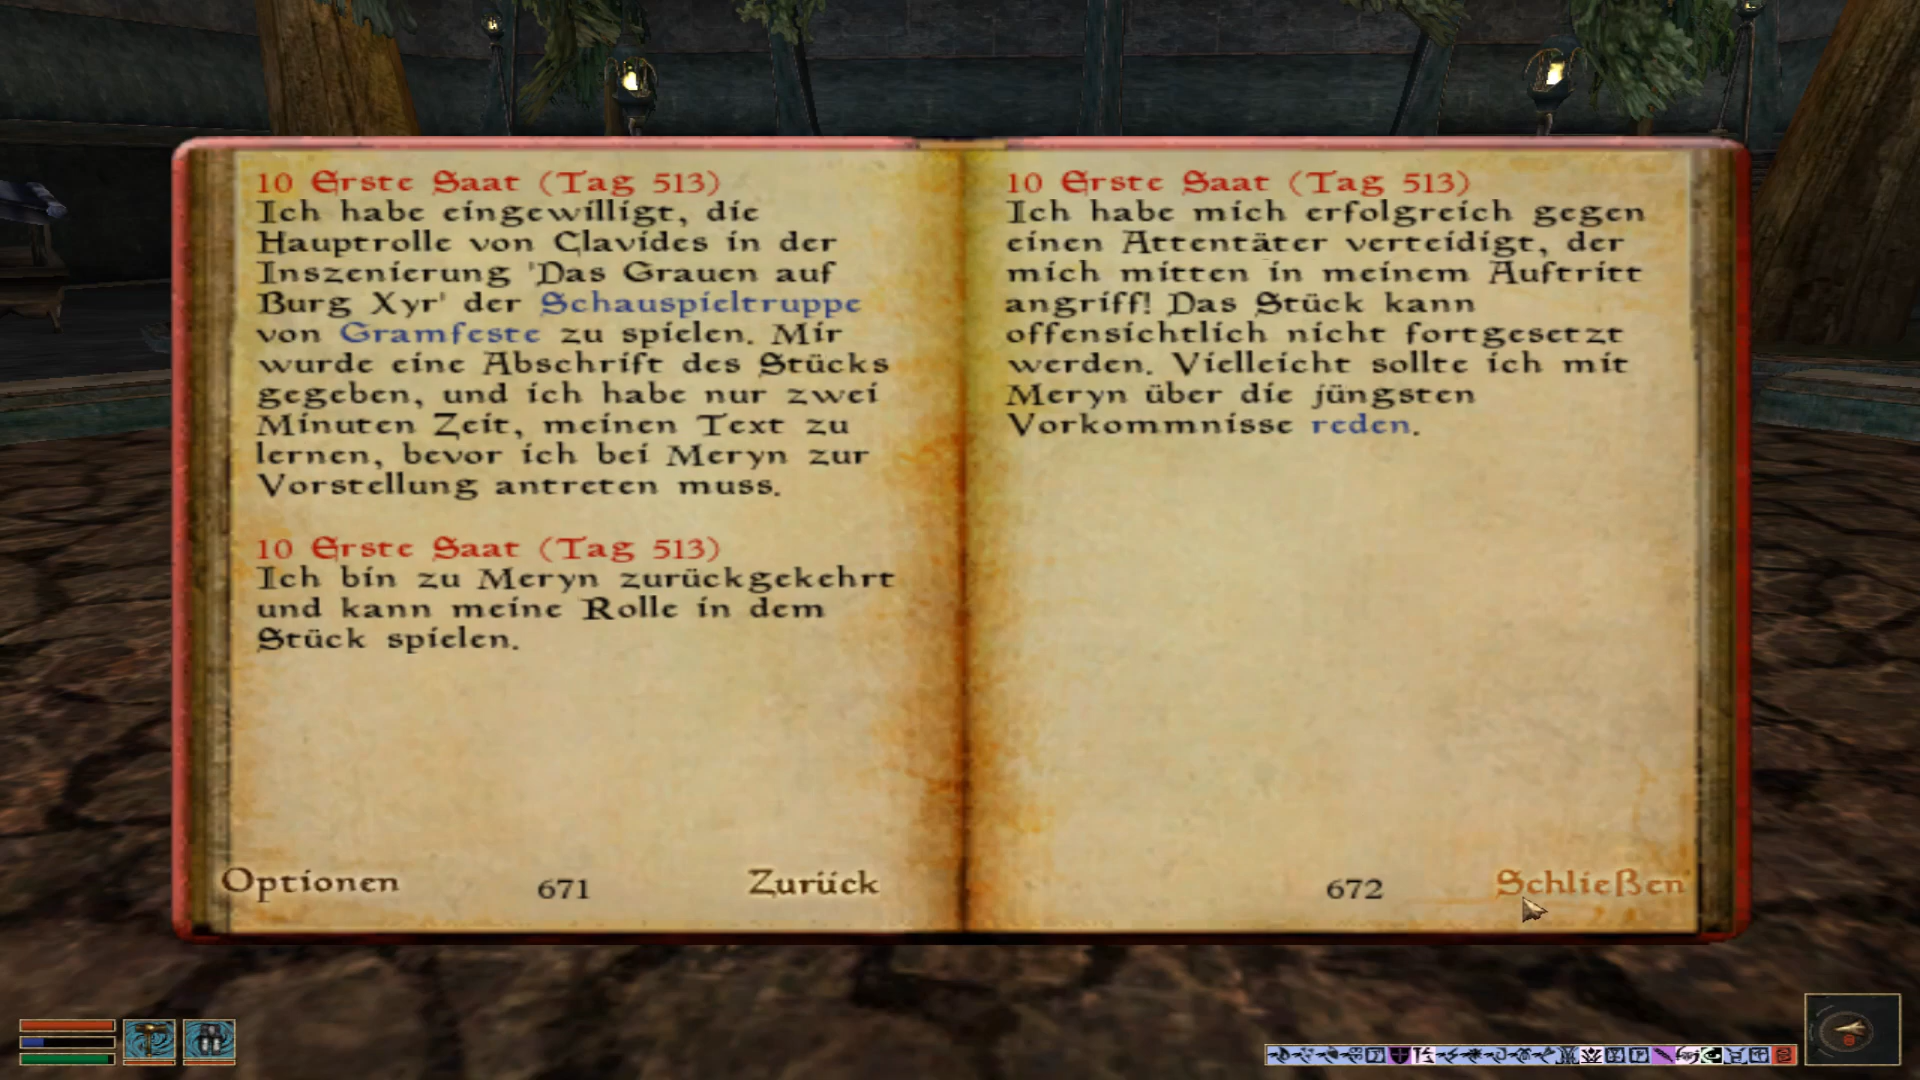 10 Erste Saat (Tag 513)
Ich habe eingewilligt, die
Hauptrolle von Clavides in der
Inszenierung 'Das Grauen auf
Burg Xyr' der Schauspieltruppe
von Gramfeste zu spielen. Mir
wurde eine Abschrift des Stücks
gegeben, und ich habe nur zwei
Minuten Zeit, meinen Text zu
lernen, bevor ich bei Meryn zur
Vorstellung antreten muss.
10 Erste Saat (Tag 513)
Ich bin zu Meryn zurückgekehrt
und kann meine Rolle in dem
Stück spielen.
Optionen
671
Zurück
10 Erste Saat (Tag 513)
Ich habe mich erfolgreich gegen
einen Attentäter verteidigt, der
mich mitten in meinem Auftritt
angriff! Das Stück kann
offensichtlich nicht fortgesetzt
werden. Vielleicht sollte ich mit
Meryn über die jüngsten
Vorkommnisse reden.
672
Schließen